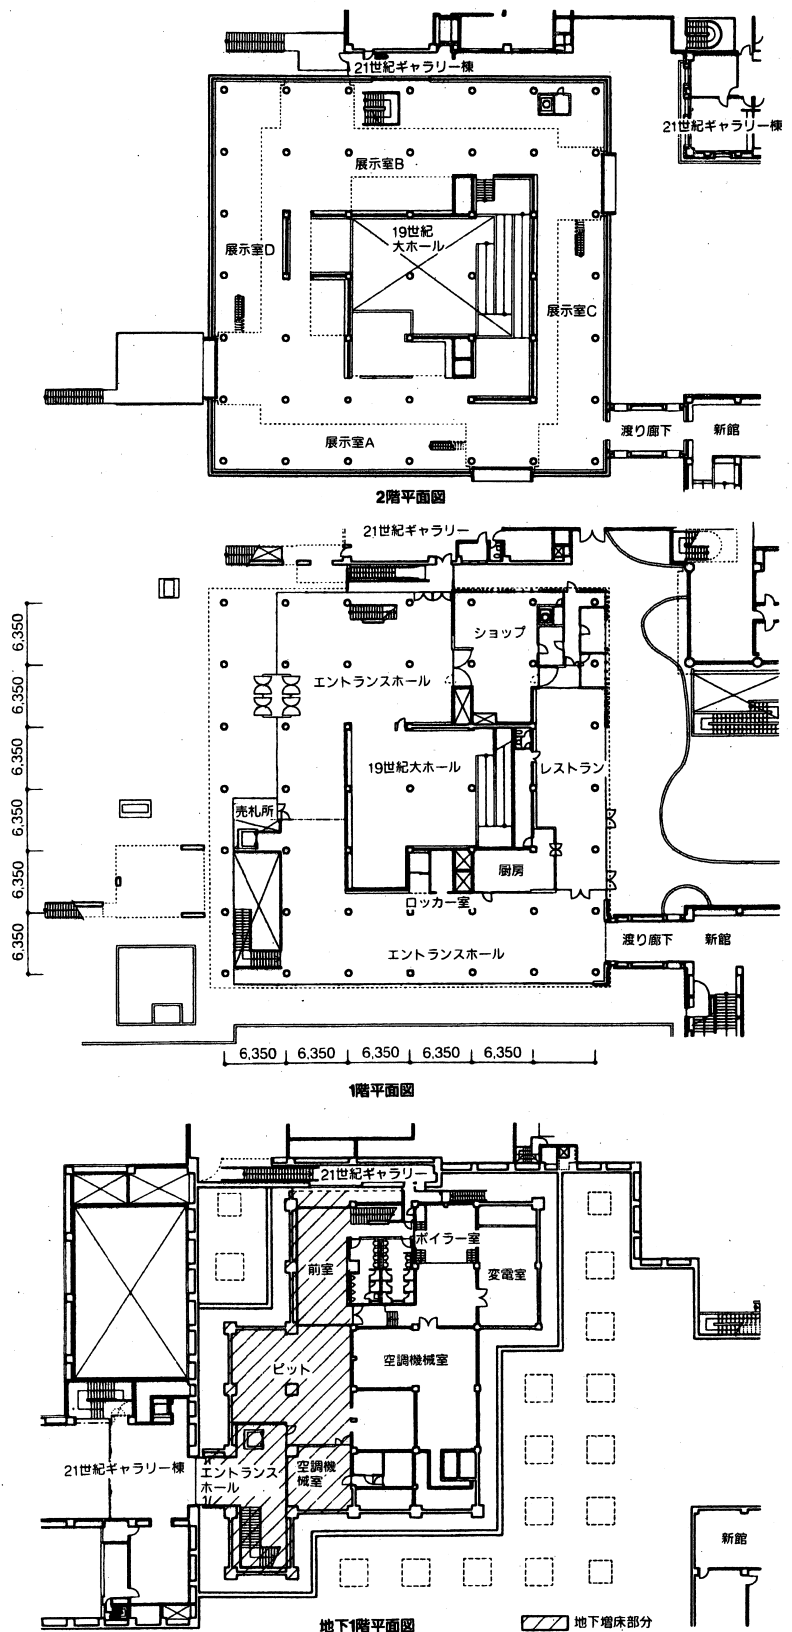 21世紀ギャラリー棟
21世紀ギャラリー棟
展示室B
19世紀
大ホール
展示室D
展示室C
展示室A
渡り廊下
新館
2階平面図
21世紀ギャラリー
ショップ
エントランスホール
19世紀大ホール
レストラン
売札所
厨房
ロッカー室
エントランスホール
渡り廊下
新館
6,350
6,350
6,350
6,350
6,350
6,350
6,350
6,350
6,350
6,350
6,350
1階平面図
21世紀ギャラリー
ボイラー室
前室
変電室
ピット
空調機械室
21世紀ギャラリー棟
エントランス
ホール
空調機
械室
新館
地下1階平面図
地下増床部分